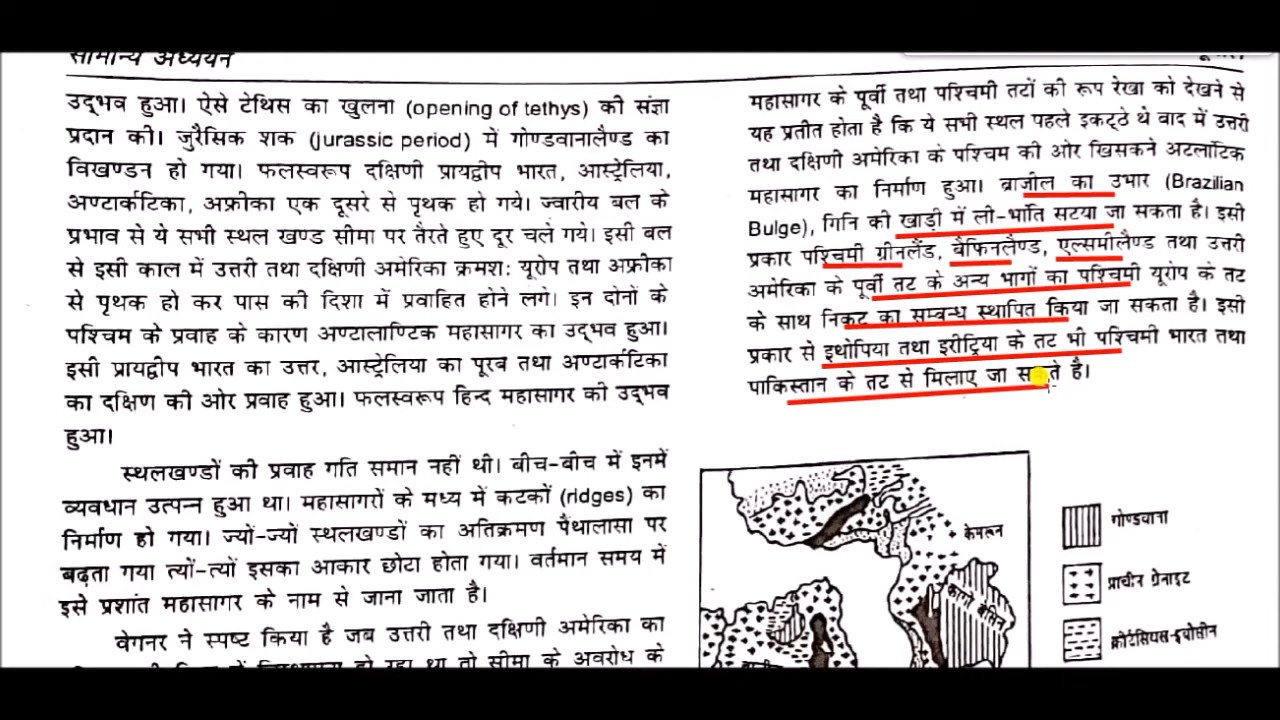 सामान्य अध्ययन
उद्भव हुआ। ऐसे टेथिस का खुलना (opening of tethys) की संज्ञा
प्रदान की। जुरैसिक शक (jurassic period) में गोण्डवानालैण्ड का
विखण्डन हो गया। फलस्वरूप दक्षिणी प्रायद्वीप भारत, आस्ट्रेलिया,
अण्टार्कटिका, अफ्रीका एक दूसरे से पृथक हो गये। ज्वारीय बल के
प्रभाव से ये सभी स्थल खण्ड सीमा पर तैरते हुए दूर चले गये। इसी बल
से इसी काल में उत्तरी तथा दक्षिणी अमेरिका क्रमशः यूरोप तथा अफ्रीका
से पृथक हो कर पास की दिशा में प्रवाहित होने लगे। इन दोनों के
पश्चिम के प्रवाह के कारण अण्टालाण्टिक महासागर का उद्भव हुआ।
इसी प्रायद्वीप भारत का उत्तर, आस्ट्रेलिया का पूरब तथा अण्टार्कटिका
का दक्षिण की ओर प्रवाह हुआ। फलस्वरूप हिन्द महासागर की उद्भव
हुआ।
स्थलखण्डों की प्रवाह गति समान नहीं थी। बीच-बीच में इनमें
व्यवधान उत्पन्न हुआ था। महासागरों के मध्य में कटकों (ridges) का
निर्माण हो गया। ज्यों-ज्यों स्थलखण्डों का अतिक्रमण पैंथालासा पर
बढ़ता गया त्यों-त्यों इसका आकार छोटा होता गया। वर्तमान समय में
इसे प्रशांत महासागर के नाम से जाना जाता है।
वेगनर ने स्पष्ट किया है जब उत्तरी तथा दक्षिणी अमेरिका का
हो रहा था तो सीमा के अवरोध के
महासागर के पूर्वी तथा पश्चिमी तटों की रूप रेखा को देखने से
यह प्रतीत होता है कि ये सभी स्थल पहले इकट्ठे थे वाद में उत्तरी
तथा दक्षिणी अमेरिका के पश्चिम की ओर खिसकने अटलांटिक
महासागर का निर्माण हुआ। ब्राजील का उभार (Brazilian
Bulge), गिनि की खाड़ी में ली-भांति सटया जा सकता है। इसी
प्रकार पश्चिमी ग्रीनलैंड, बैफिनलैण्ड, एल्समीलैण्ड तथा उत्तरी
अमेरिका के पूर्वी तट के अन्य भागों का पश्चिमी यूरोप के तट
के साथ निकट का सम्बन्ध स्थापित किया जा सकता है। इसी
प्रकार से इथोपिया तथा इरीट्रिया के तट भी पश्चिमी भारत तथा
पाकिस्तान के तट से मिलाए जा सकते है।
केमरून
कांगो बेसिन
गोण्डवाना
प्राचीन ग्रेनाइट
क्रीटेसियस-इयोसीन